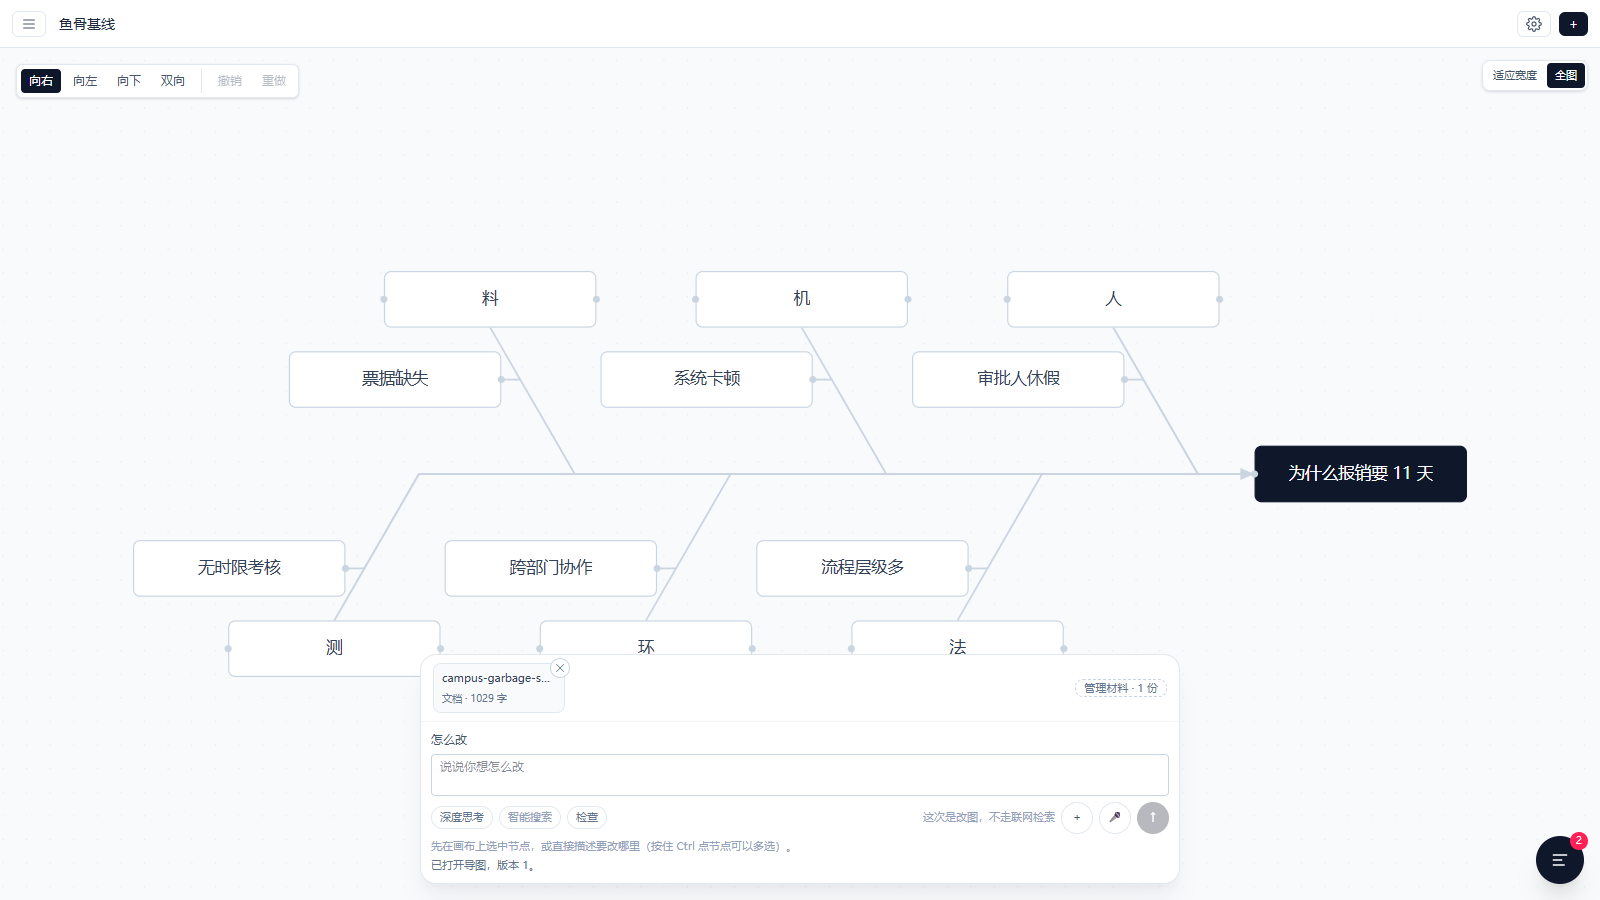 鱼骨基线
+
向右 向左 向下 双向 撤销 重做
适应宽度 全图
料 机 人
票据缺失 系统卡顿 审批人休假
为什么报销要 11 天
无时限考核 跨部门协作 流程层级多
测 环 法
campus-garbage-s...
文档 · 1029 字
管理材料 · 1 份
怎么改
说说你想怎么改
深度思考 智能搜索 检查 这次是改图，不走联网检索 + ↑
先在画布上选中节点，或直接描述要改哪里（按住 Ctrl 点节点可以多选）。
已打开导图，版本 1。
2